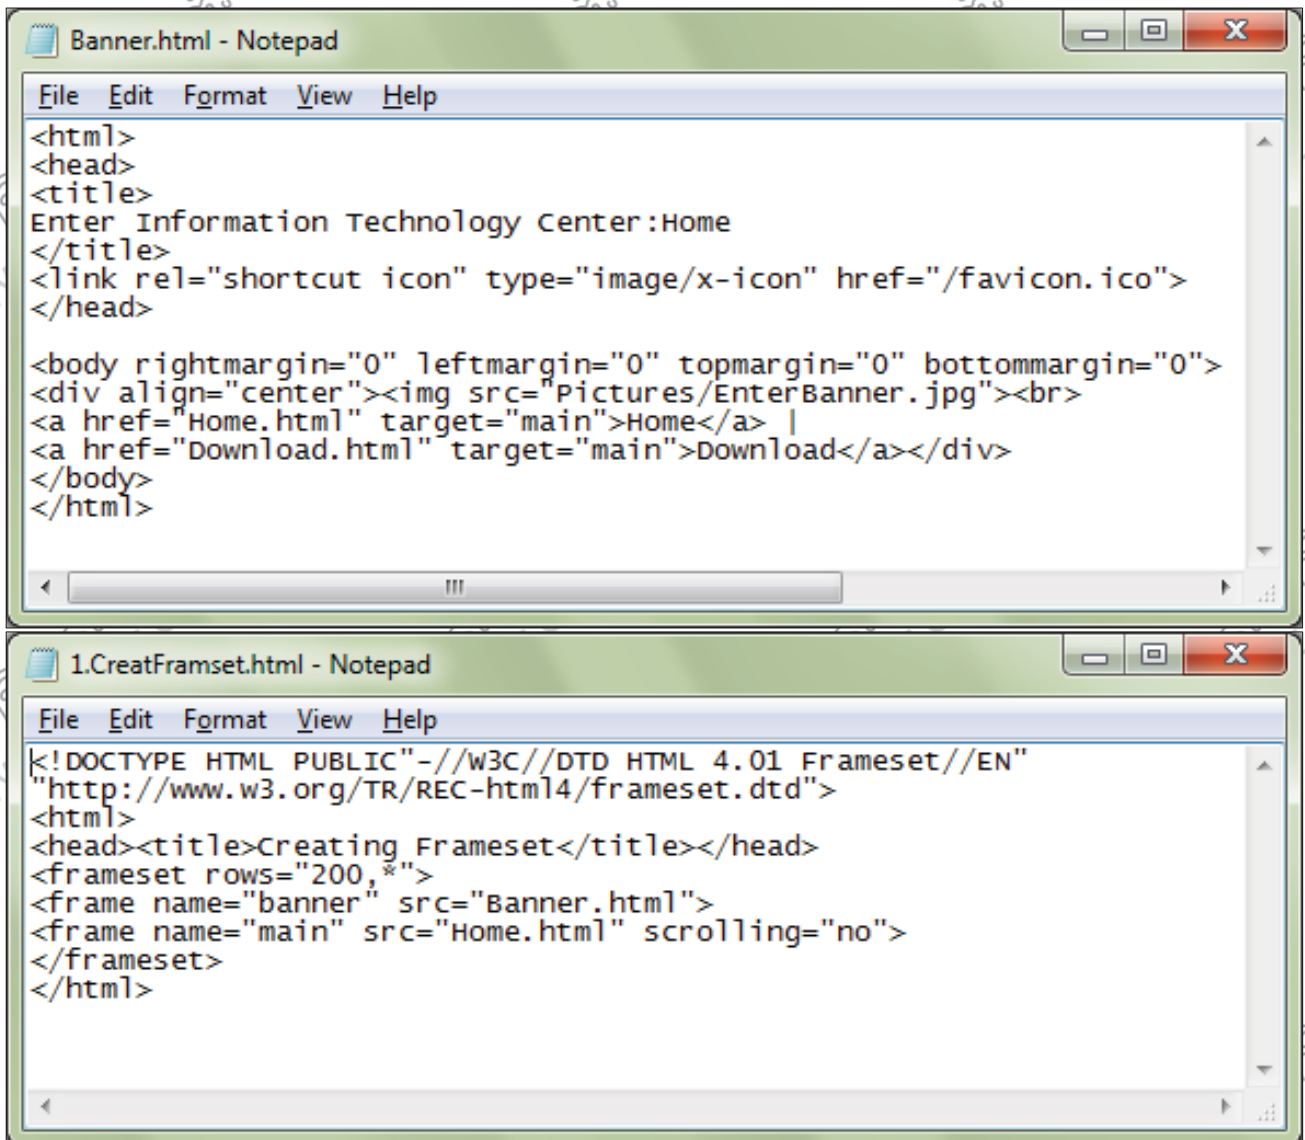 Banner.html - Notepad
File Edit Format View Help
<html>
<head>
<title>
Enter Information Technology Center:Home
</title>
<link rel="shortcut icon" type="image/x-icon" href="/favicon.ico">
</head>
<body rightmargin="0" leftmargin="0" topmargin="0" bottommargin="0">
<div align="center"><img src="Pictures/EnterBanner.jpg"><br>
<a href="Home.html" target="main">Home</a> |
<a href="Download.html" target="main">Download</a></div>
</body>
</html>
1.CreatFramset.html - Notepad
File Edit Format View Help
<!DOCTYPE HTML PUBLIC"-//W3C//DTD HTML 4.01 Frameset//EN"
"http://www.w3.org/TR/REC-html4/frameset.dtd">
<html>
<head><title>Creating Frameset</title></head>
<frameset rows="200,*">
<frame name="banner" src="Banner.html">
<frame name="main" src="Home.html" scrolling="no">
</frameset>
</html>